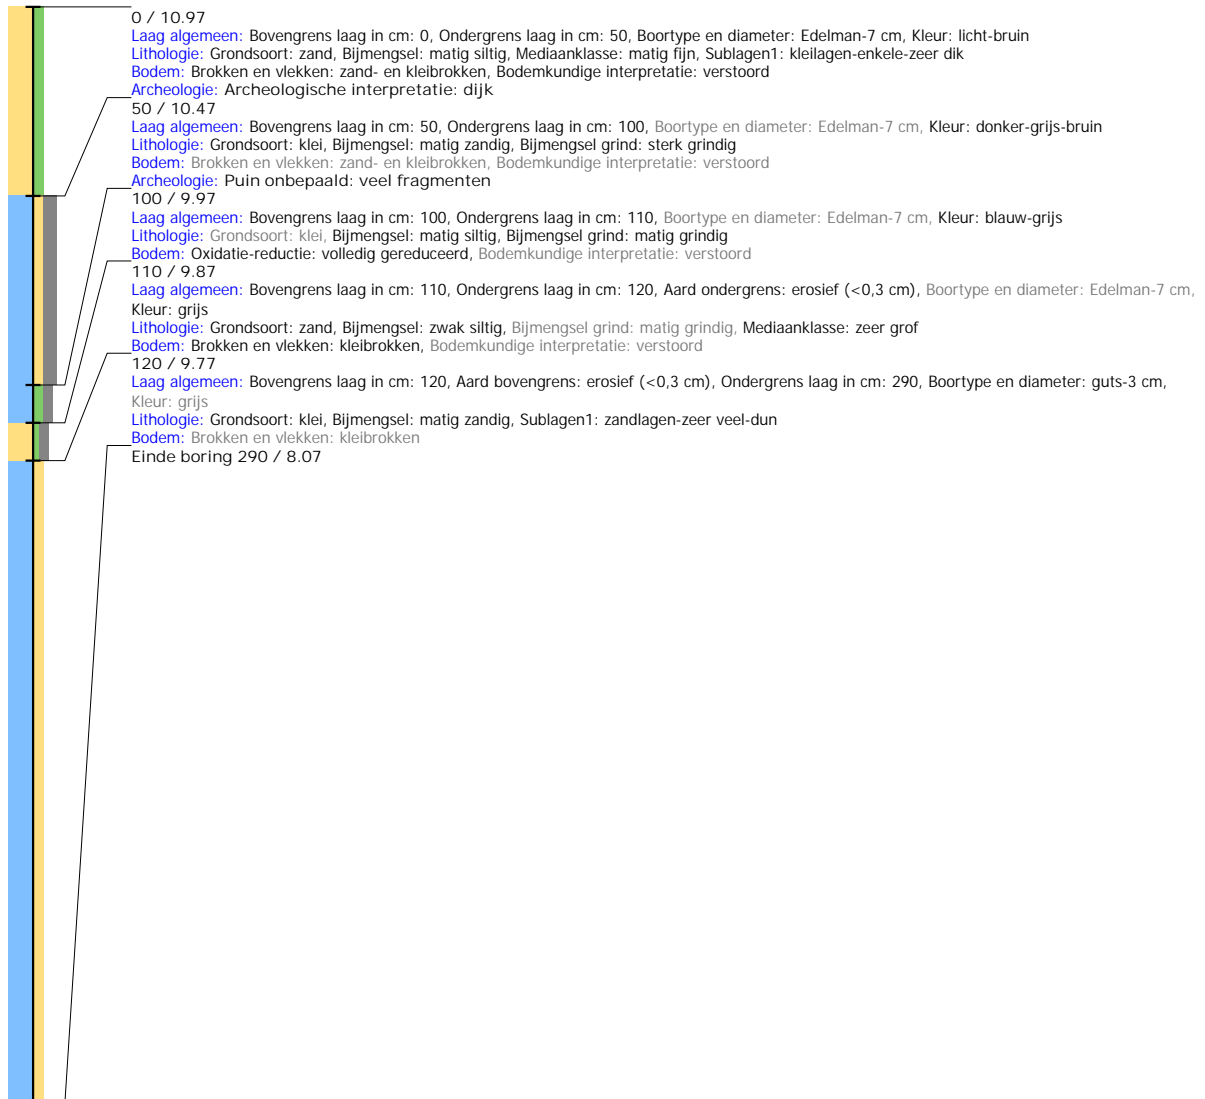 0 / 10.97
Laag algemeen: Bovengrens laag in cm: 0, Ondergrens laag in cm: 50, Boortype en diameter: Edelman-7 cm, Kleur: licht-bruin
Lithologie: Grondsoort: zand, Bijmengsel: matig siltig, Mediaanklasse: matig fijn, Sublagen1: kleilagen-enkele-zeer dik
Bodem: Brokken en vlekken: zand- en kleibrokken, Bodemkundige interpretatie: verstoord
Archeologie: Archeologische interpretatie: dijk
50 / 10.47
Laag algemeen: Bovengrens laag in cm: 50, Ondergrens laag in cm: 100, Boortype en diameter: Edelman-7 cm, Kleur: donker-grijs-bruin
Lithologie: Grondsoort: klei, Bijmengsel: matig zandig, Bijmengsel grind: sterk grindig
Bodem: Brokken en vlekken: zand- en kleibrokken, Bodemkundige interpretatie: verstoord
Archeologie: Puin onbepaald: veel fragmenten
100 / 9.97
Laag algemeen: Bovengrens laag in cm: 100, Ondergrens laag in cm: 110, Boortype en diameter: Edelman-7 cm, Kleur: blauw-grijs
Lithologie: Grondsoort: klei, Bijmengsel: matig siltig, Bijmengsel grind: matig grindig
Bodem: Oxidatie-reductie: volledig gereduceerd, Bodemkundige interpretatie: verstoord
110 / 9.87
Laag algemeen: Bovengrens laag in cm: 110, Ondergrens laag in cm: 120, Aard ondergrens: erosief (<0,3 cm), Boortype en diameter: Edelman-7 cm,
Kleur: grijs
Lithologie: Grondsoort: zand, Bijmengsel: zwak siltig, Bijmengsel grind: matig grindig, Mediaanklasse: zeer grof
Bodem: Brokken en vlekken: kleibrokken, Bodemkundige interpretatie: verstoord
120 / 9.77
Laag algemeen: Bovengrens laag in cm: 120, Aard bovengrens: erosief (<0,3 cm), Ondergrens laag in cm: 290, Boortype en diameter: guts-3 cm,
Kleur: grijs
Lithologie: Grondsoort: klei, Bijmengsel: matig zandig, Sublagen1: zandlagen-zeer veel-dun
Bodem: Brokken en vlekken: kleibrokken
Einde boring 290 / 8.07